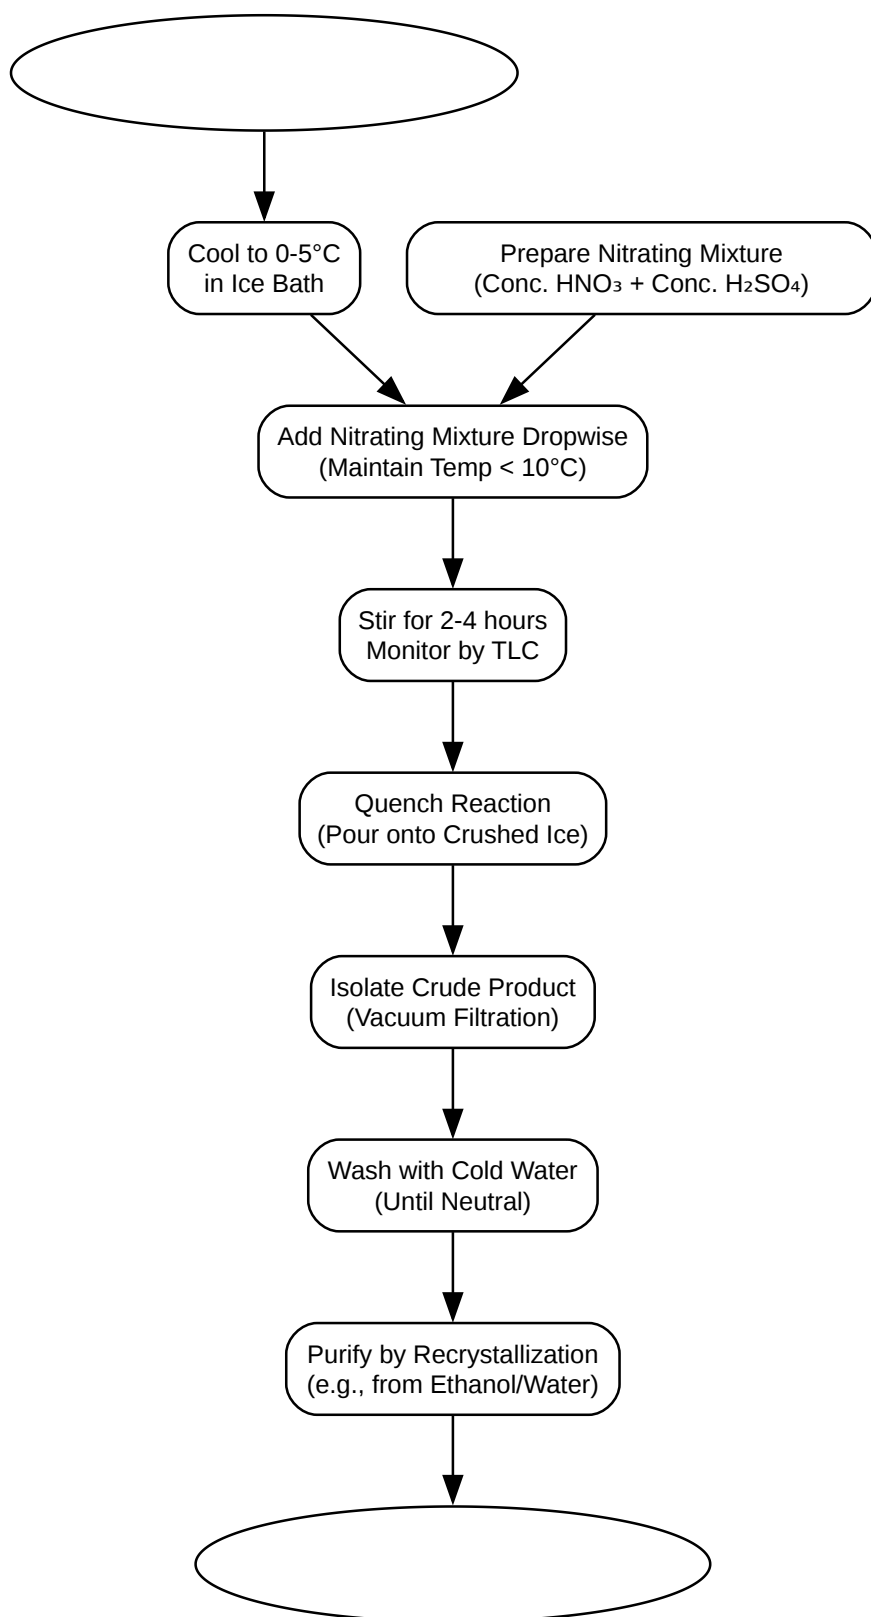 Cool to 0-5°C
in Ice Bath
Prepare Nitrating Mixture
(Conc. HNO₃ + Conc. H₂SO₄)
Add Nitrating Mixture Dropwise
(Maintain Temp < 10°C)
Stir for 2-4 hours
Monitor by TLC
Quench Reaction
(Pour onto Crushed Ice)
Isolate Crude Product
(Vacuum Filtration)
Wash with Cold Water
(Until Neutral)
Purify by Recrystallization
(e.g., from Ethanol/Water)